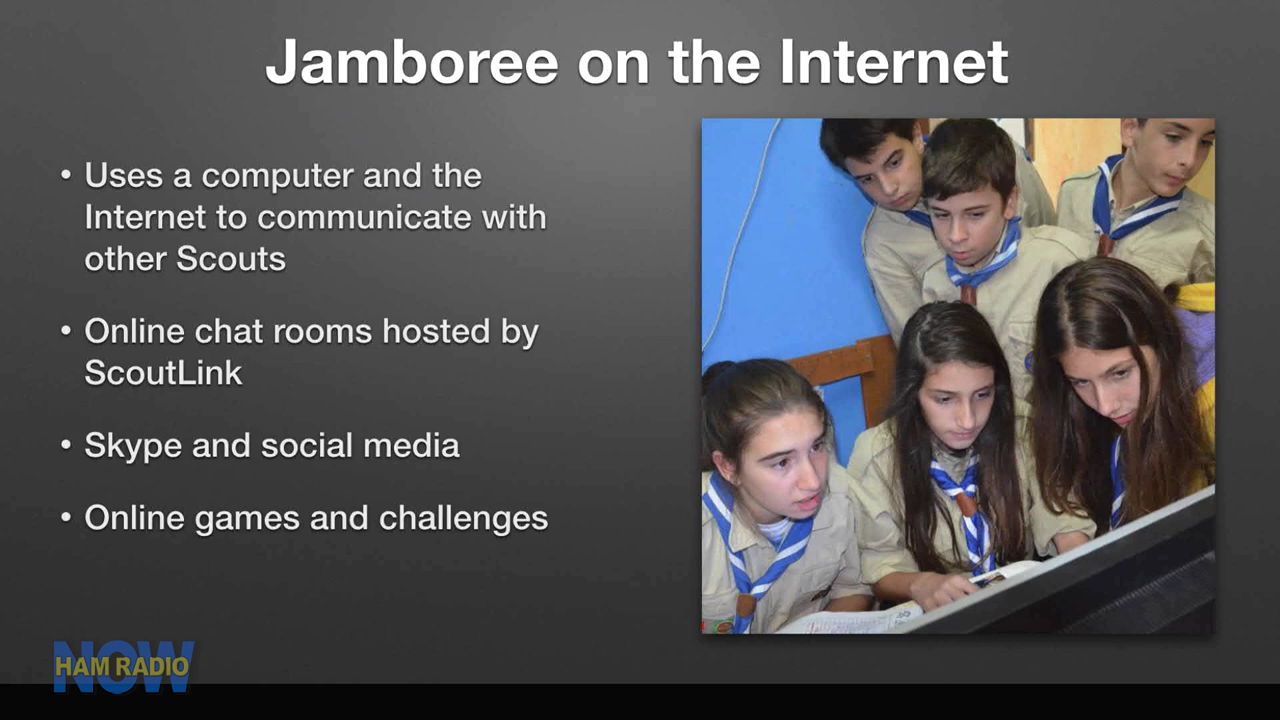 Jamboree on the Internet
• Uses a computer and the
Internet to communicate with
other Scouts
• Online chat rooms hosted by
ScoutLink
• Skype and social media
• Online games and challenges
NOW
HAM RADIO